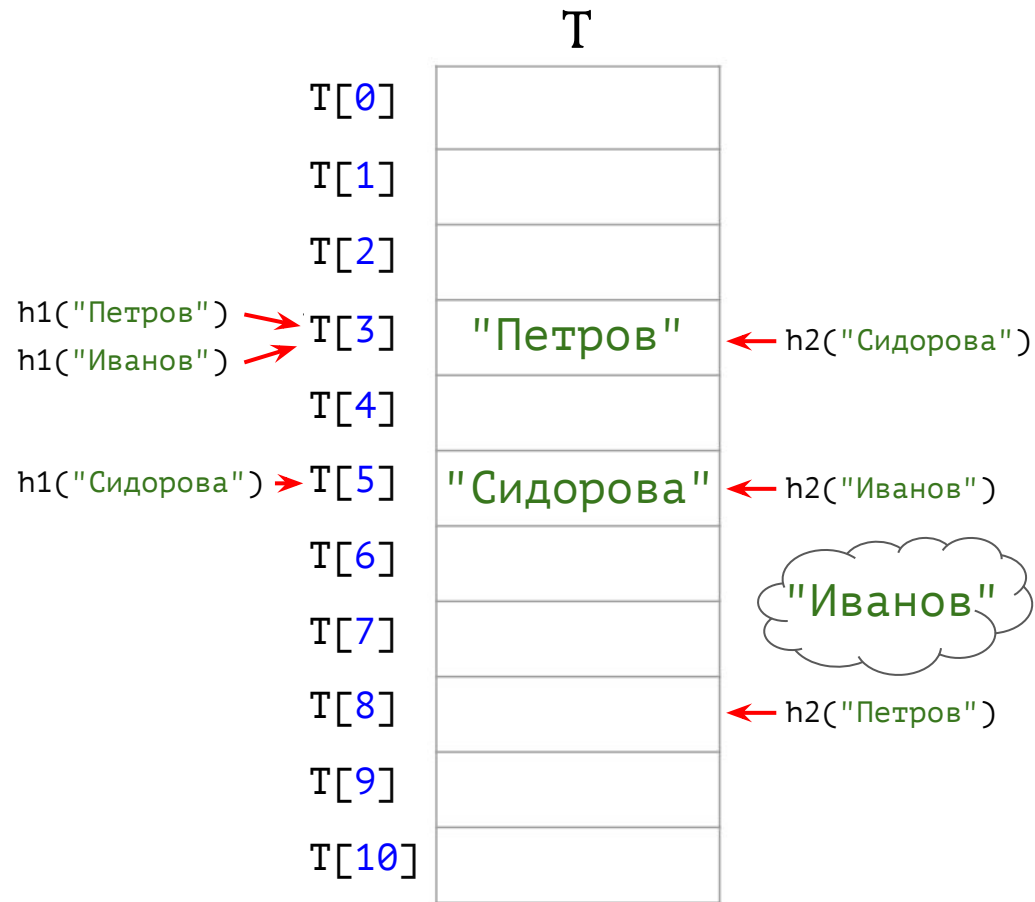 T
T[0]
T[1]
T[2]
h1("Петров")
h1("Иванов")
T[3] "Петров"
h2("Сидорова")
T[4]
h1("Сидорова") T[5] "Сидорова" h2("Иванов")
T[6]
"Иванов"
T[7]
T[8] h2("Петров")
T[9]
T[10]